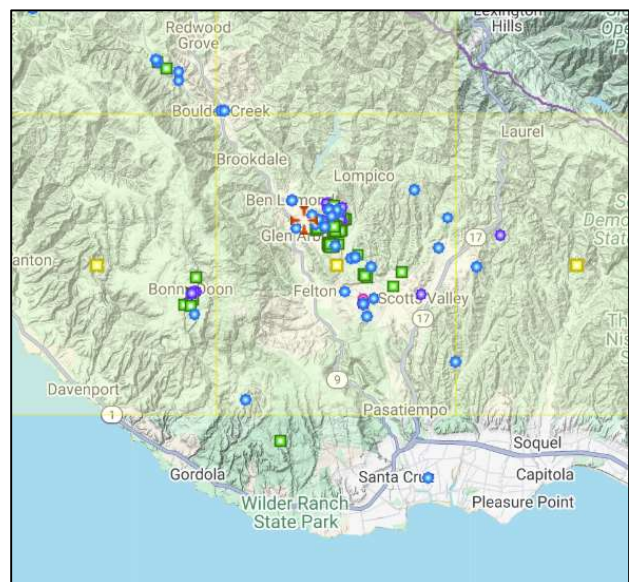 Lexington
Hills
Redwood
Grove
Boulder Creek
Laurel
Brookdale
Lompico
Ben Lomond
Glen Arb
17
anton
Bonny Doon
Felton
Scotts Valley
17
9
Davenport
1
Pasatiempo
Soquel
Gordola
Santa Cruz
Capitola
Wilder Ranch
State Park
Pleasure Point